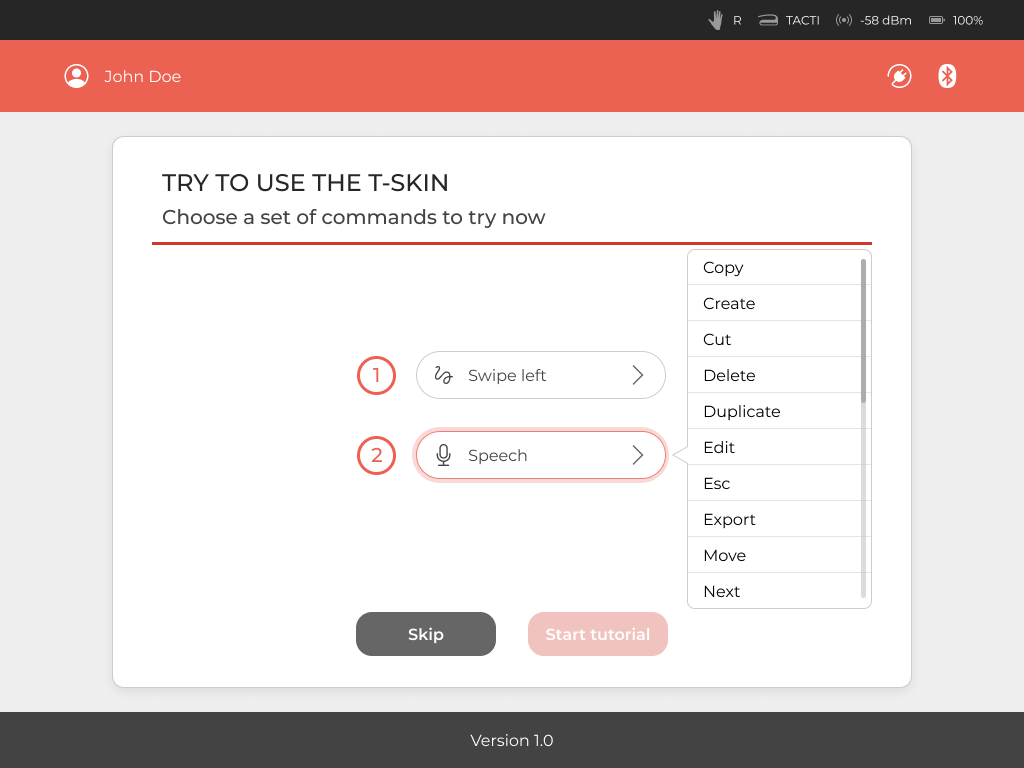 R TACTI -58 dBm 100%
John Doe
TRY TO USE THE T-SKIN
Choose a set of commands to try now
1 Swipe left
2 Speech
Copy
Create
Cut
Delete
Duplicate
Edit
Esc
Export
Move
Next
Skip Start tutorial
Version 1.0